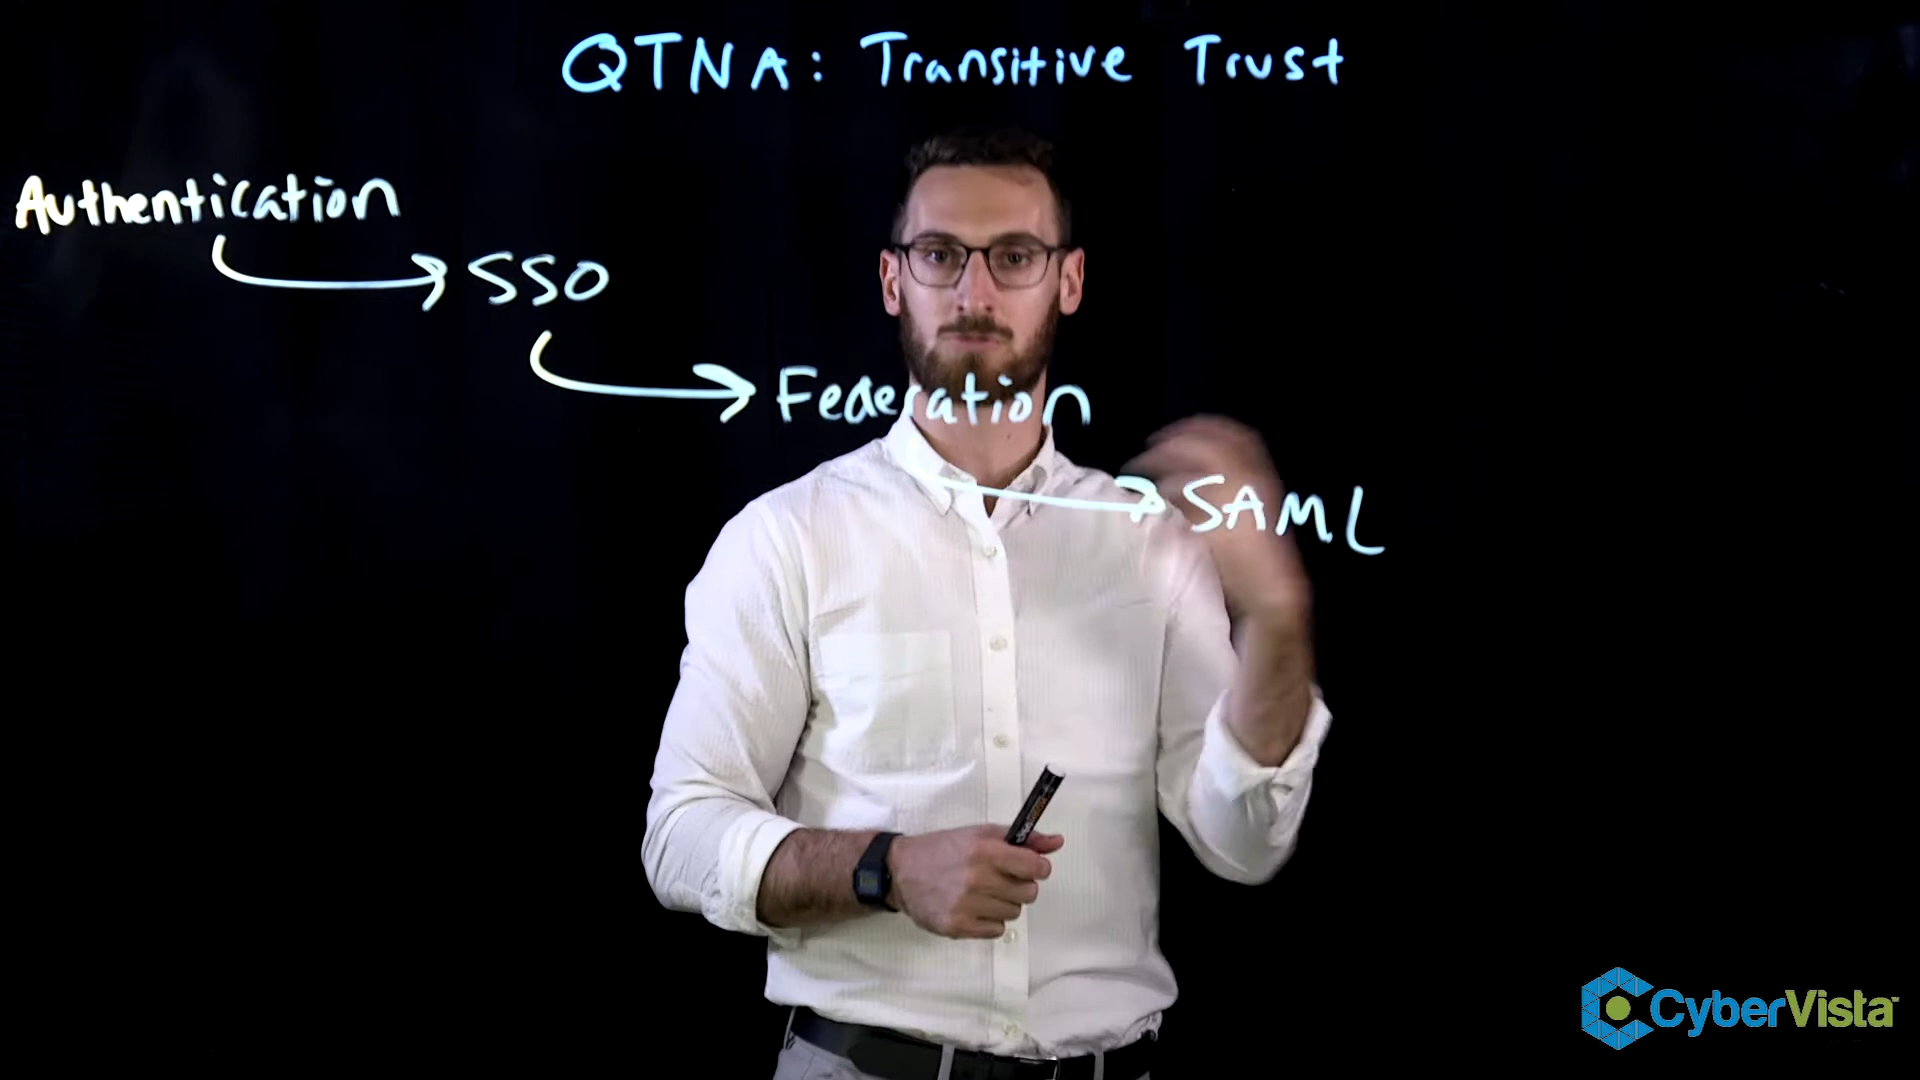 QTNA: Transitive Trust
Authentication
SSO
Federation
SAML
CyberVista